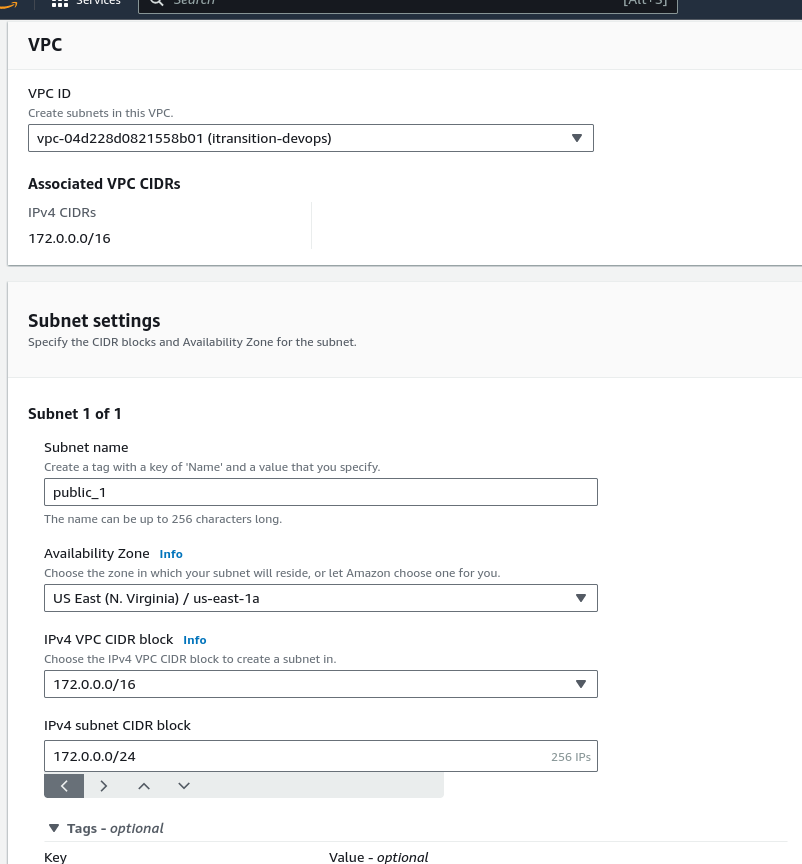 Services
Search
[Alt+S]
VPC
VPC ID
Create subnets in this VPC.
vpc-04d228d0821558b01 (itransition-devops)
Associated VPC CIDRs
IPv4 CIDRs
172.0.0.0/16
Subnet settings
Specify the CIDR blocks and Availability Zone for the subnet.
Subnet 1 of 1
Subnet name
Create a tag with a key of 'Name' and a value that you specify.
public_1
The name can be up to 256 characters long.
Availability Zone Info
Choose the zone in which your subnet will reside, or let Amazon choose one for you.
US East (N. Virginia) / us-east-1a
IPv4 VPC CIDR block Info
Choose the IPv4 VPC CIDR block to create a subnet in.
172.0.0.0/16
IPv4 subnet CIDR block
172.0.0.0/24 256 IPs
Tags - optional
Key Value - optional